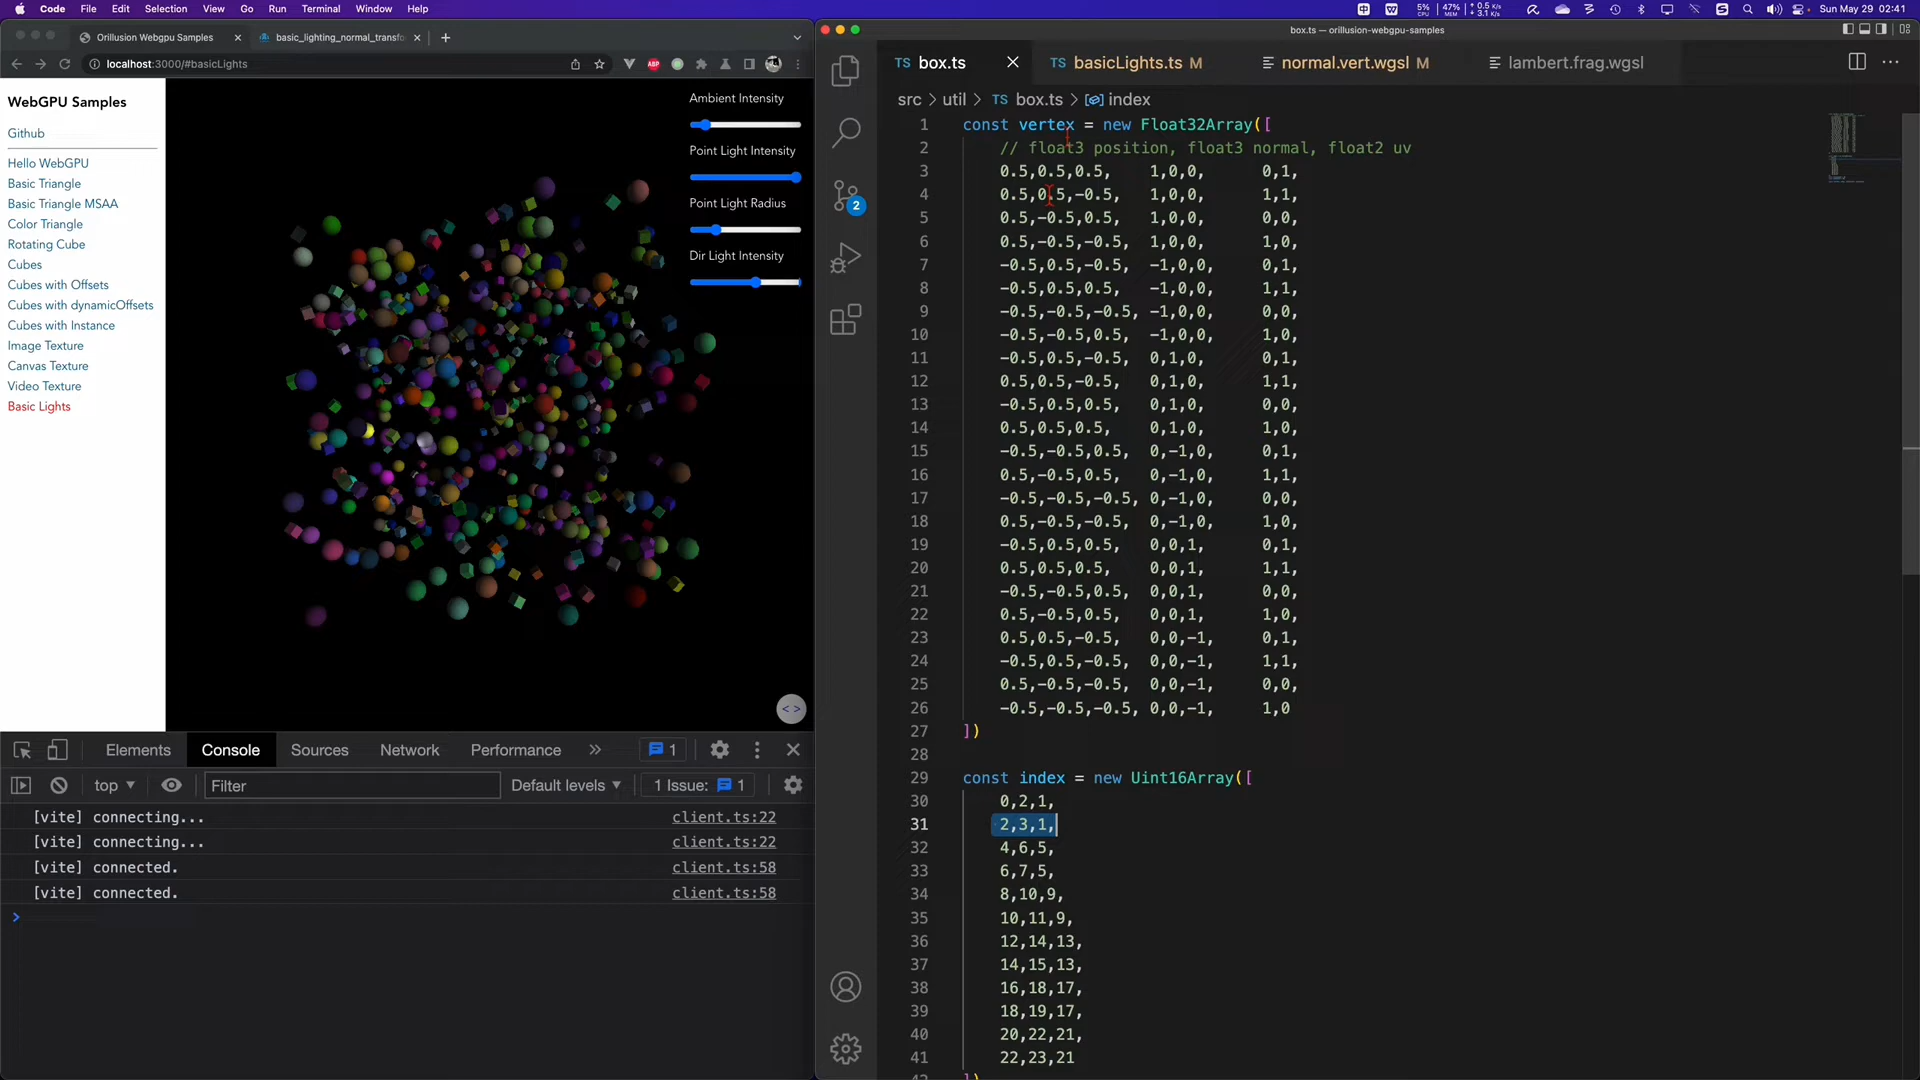 Code File Edit Selection View Go Run Terminal Window Help
5% CPU 47% MEM 0.5 K/s 3.1 K/s Sun May 29 02:41
Orillusion Webgpu Samples
basic_lighting_normal_transfo
localhost:3000/#basicLights
ABP
WebGPU Samples
Github
Hello WebGPU
Basic Triangle
Basic Triangle MSAA
Color Triangle
Rotating Cube
Cubes
Cubes with Offsets
Cubes with dynamicOffsets
Cubes with Instance
Image Texture
Canvas Texture
Video Texture
Basic Lights
Ambient Intensity
Point Light Intensity
Point Light Radius
Dir Light Intensity
< >
Elements Console Sources Network Performance » 1
top Filter Default levels 1 Issue: 1
[vite] connecting... client.ts:22
[vite] connecting... client.ts:22
[vite] connected. client.ts:58
[vite] connected. client.ts:58
>
box.ts — orillusion-webgpu-samples
TS box.ts
TS basicLights.ts M
normal.vert.wgsl M
lambert.frag.wgsl
2
src > util > TS box.ts > index
1 const vertex = new Float32Array([
2 // float3 position, float3 normal, float2 uv
3 0.5,0.5,0.5, 1,0,0, 0,1,
4 0.5,0.5,-0.5, 1,0,0, 1,1,
5 0.5,-0.5,0.5, 1,0,0, 0,0,
6 0.5,-0.5,-0.5, 1,0,0, 1,0,
7 -0.5,0.5,-0.5, -1,0,0, 0,1,
8 -0.5,0.5,0.5, -1,0,0, 1,1,
9 -0.5,-0.5,-0.5, -1,0,0, 0,0,
10 -0.5,-0.5,0.5, -1,0,0, 1,0,
11 -0.5,0.5,-0.5, 0,1,0, 0,1,
12 0.5,0.5,-0.5, 0,1,0, 1,1,
13 -0.5,0.5,0.5, 0,1,0, 0,0,
14 0.5,0.5,0.5, 0,1,0, 1,0,
15 -0.5,-0.5,0.5, 0,-1,0, 0,1,
16 0.5,-0.5,0.5, 0,-1,0, 1,1,
17 -0.5,-0.5,-0.5, 0,-1,0, 0,0,
18 0.5,-0.5,-0.5, 0,-1,0, 1,0,
19 -0.5,0.5,0.5, 0,0,1, 0,1,
20 0.5,0.5,0.5, 0,0,1, 1,1,
21 -0.5,-0.5,0.5, 0,0,1, 0,0,
22 0.5,-0.5,0.5, 0,0,1, 1,0,
23 0.5,0.5,-0.5, 0,0,-1, 0,1,
24 -0.5,0.5,-0.5, 0,0,-1, 1,1,
25 0.5,-0.5,-0.5, 0,0,-1, 0,0,
26 -0.5,-0.5,-0.5, 0,0,-1, 1,0
27 ])
28
29 const index = new Uint16Array([
30 0,2,1,
31 2,3,1,
32 4,6,5,
33 6,7,5,
34 8,10,9,
35 10,11,9,
36 12,14,13,
37 14,15,13,
38 16,18,17,
39 18,19,17,
40 20,22,21,
41 22,23,21